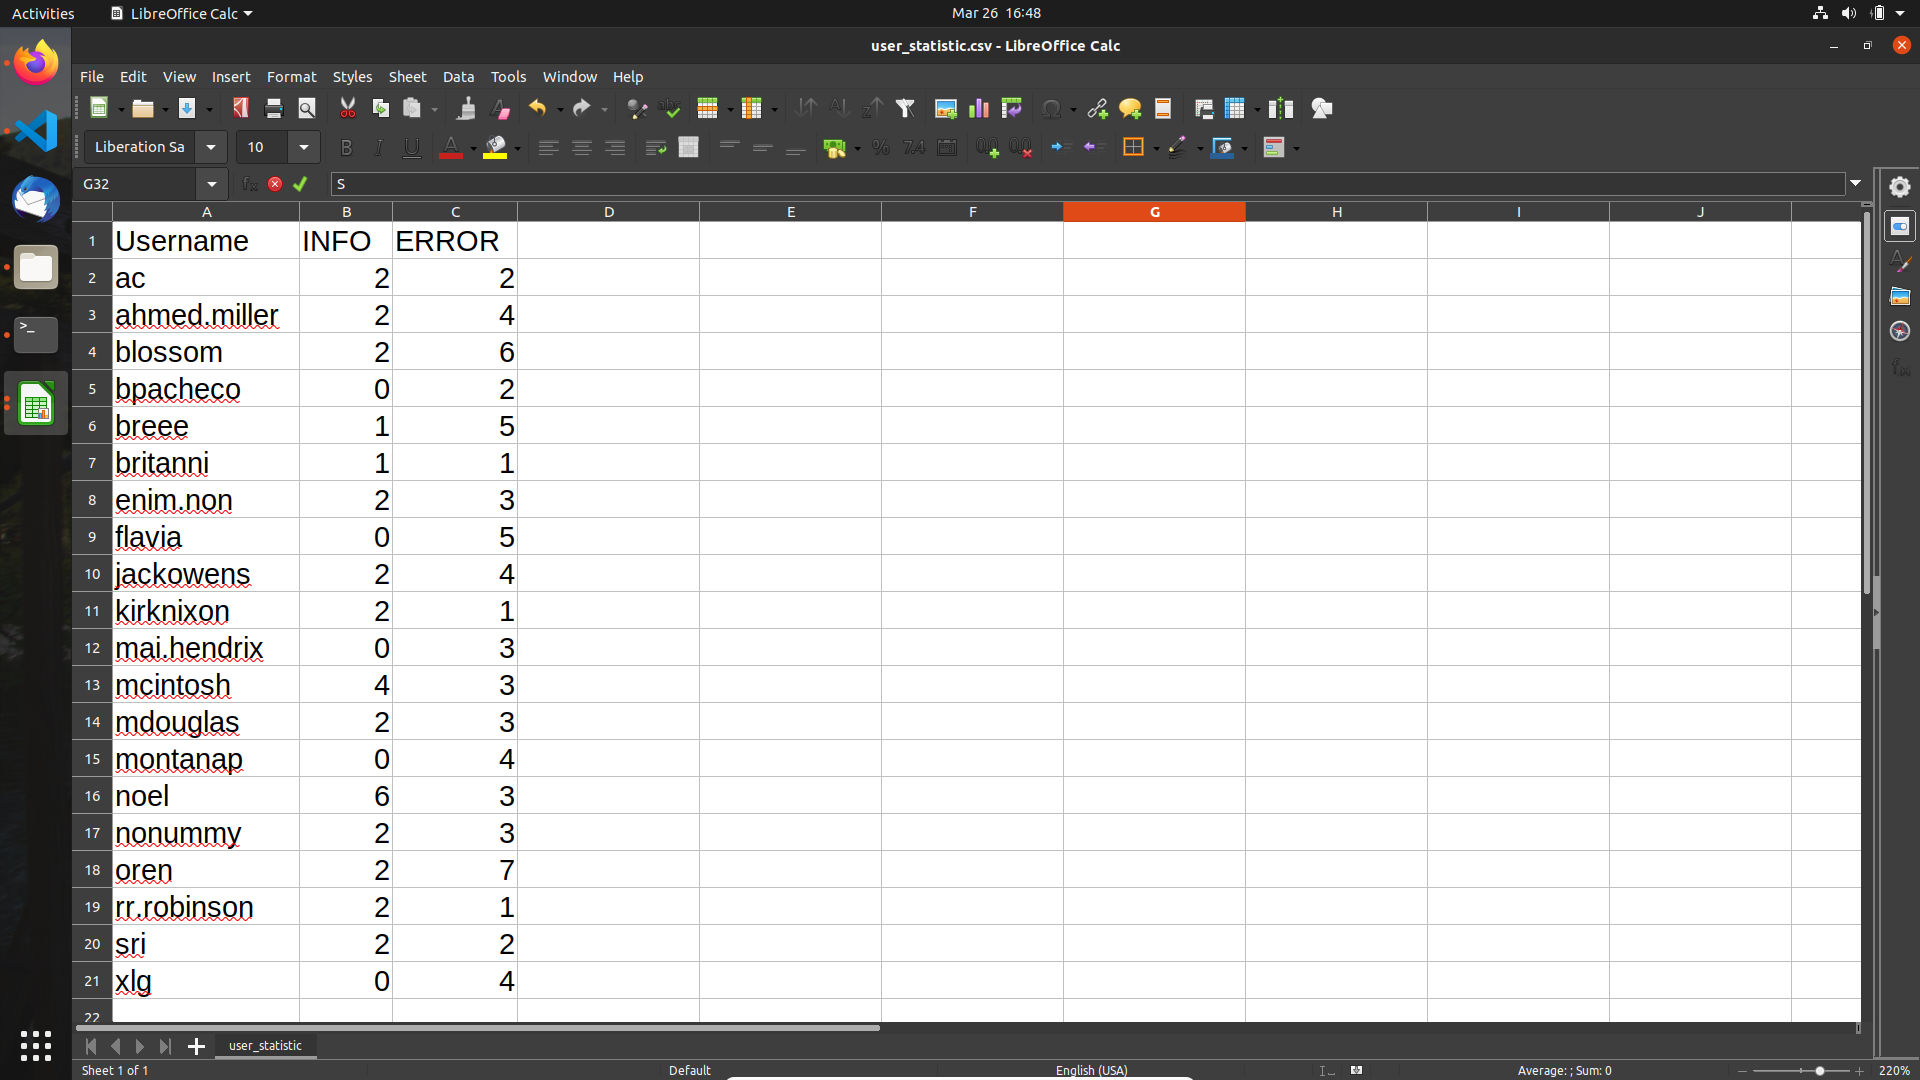 Activities LibreOffice Calc Mar 26 16:48
user_statistic.csv - LibreOffice Calc
File Edit View Insert Format Styles Sheet Data Tools Window Help
Liberation Sa 10
G32 S
A B C D E F G H I J
1 Username INFO ERROR
2 ac 2 2
3 ahmed.miller 2 4
4 blossom 2 6
5 bpacheco 0 2
6 breee 1 5
7 britanni 1 1
8 enim.non 2 3
9 flavia 0 5
10 jackowens 2 4
11 kirknixon 2 1
12 mai.hendrix 0 3
13 mcintosh 4 3
14 mdouglas 2 3
15 montanap 0 4
16 noel 6 3
17 nonummy 2 3
18 oren 2 7
19 rr.robinson 2 1
20 sri 2 2
21 xlg 0 4
22
user_statistic
Sheet 1 of 1 Default English (USA) Average: ; Sum: 0 220%